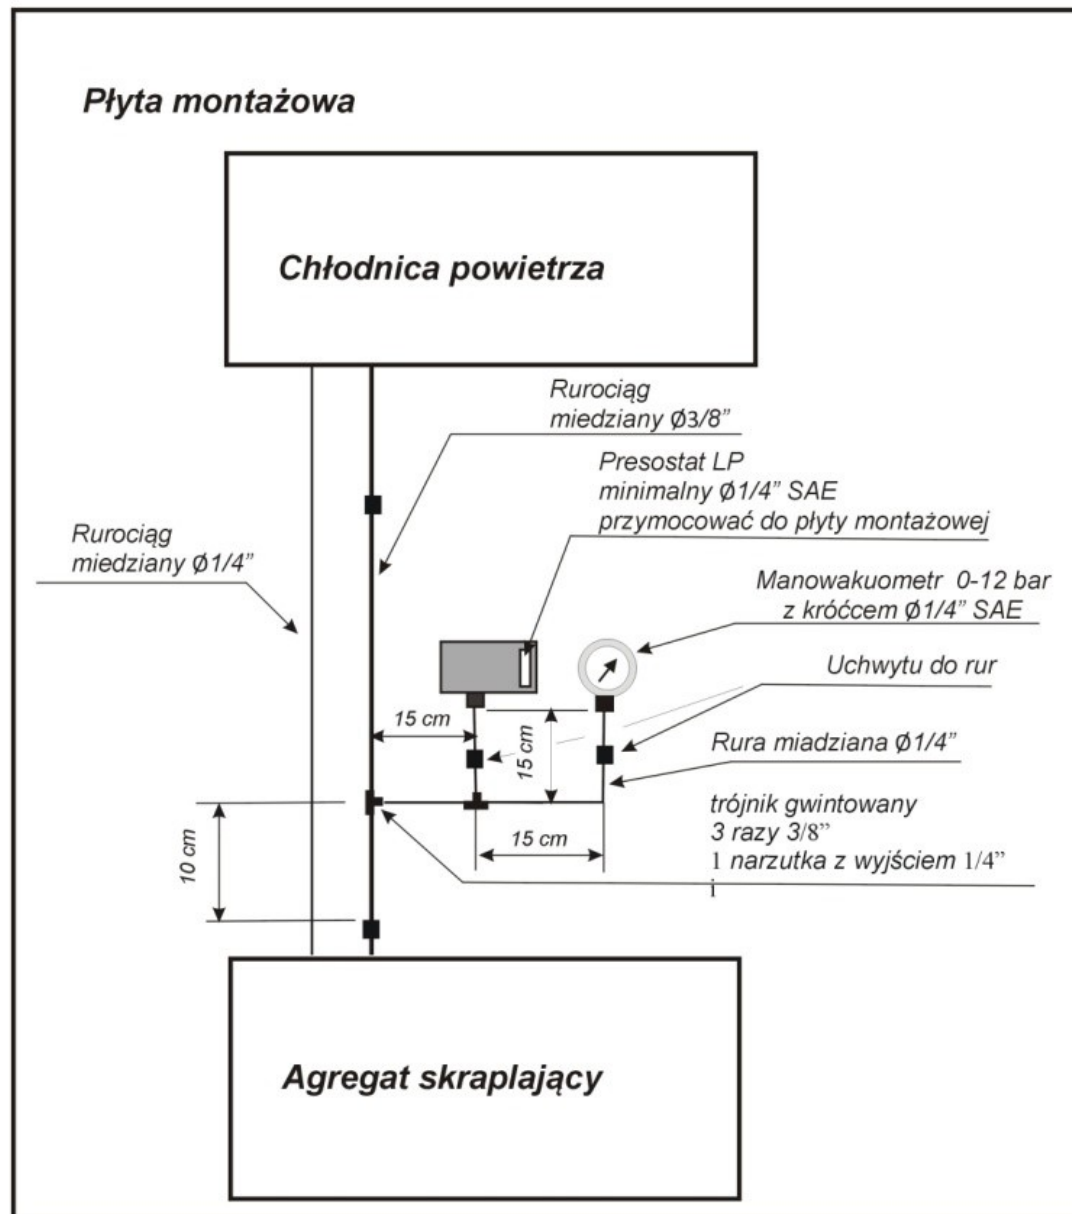 Płyta montażowa
Chłodnica powietrza
Rurociąg
miedziany Ø3/8”
Presostat LP
minimalny Ø1/4” SAE
przymocować do płyty montażowej
Rurociąg
miedziany Ø1/4”
Manowakuometr 0-12 bar
z króćcem Ø1/4” SAE
Uchwytu do rur
15 cm
15 cm
Rura miadziana Ø1/4”
trójnik gwintowany
3 razy 3/8”
1 narzutka z wyjściem 1/4”
i
15 cm
10 cm
Agregat skraplający